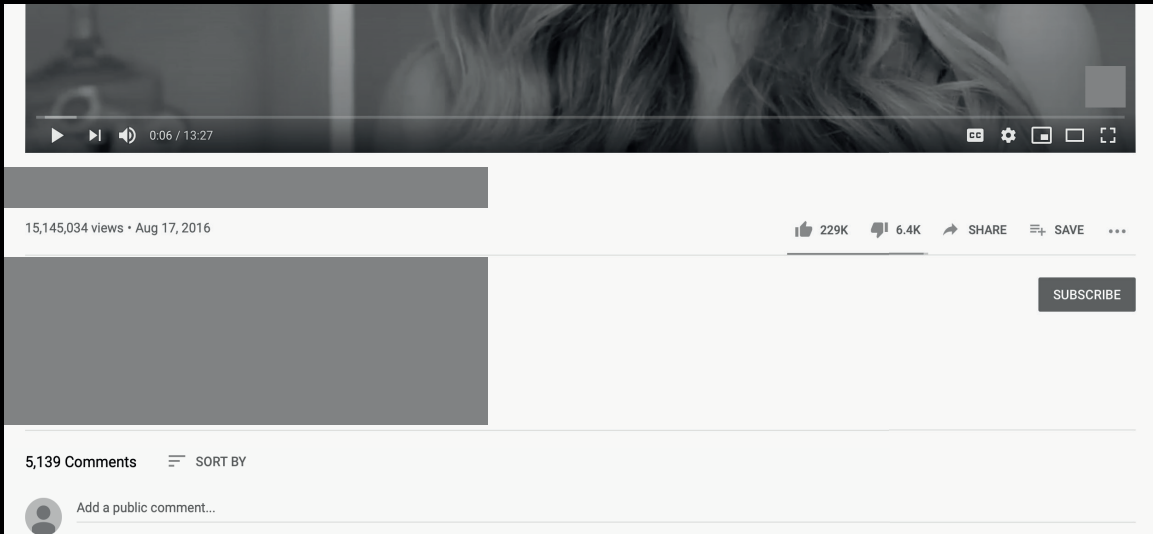 0:06 / 13:27
CC
15,145,034 views • Aug 17, 2016
229K 6.4K SHARE SAVE
SUBSCRIBE
5,139 Comments SORT BY
Add a public comment...